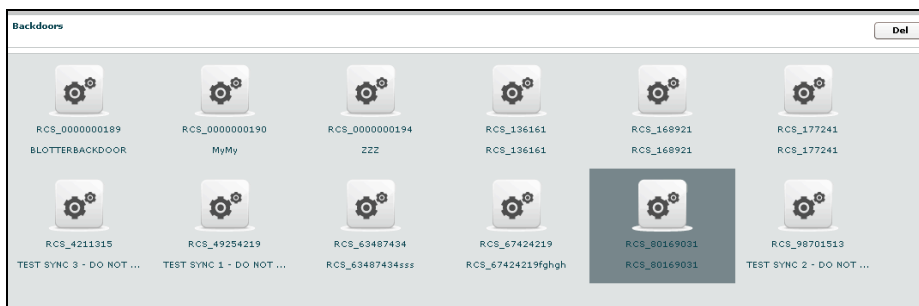 Backdoors
Del
RCS_0000000189 RCS_0000000190 RCS_0000000194 RCS_136161 RCS_168921 RCS_177241
BLOTTERBACKDOOR MyMy ZZZ RCS_136161 RCS_168921 RCS_177241
RCS_4211315 RCS_49254219 RCS_63487434 RCS_67424219 RCS_80169031 RCS_98701513
TEST SYNC 3 - DO NOT ... TEST SYNC 1 - DO NOT ... RCS_63487434sss RCS_67424219fghgh RCS_80169031 TEST SYNC 2 - DO NOT ...